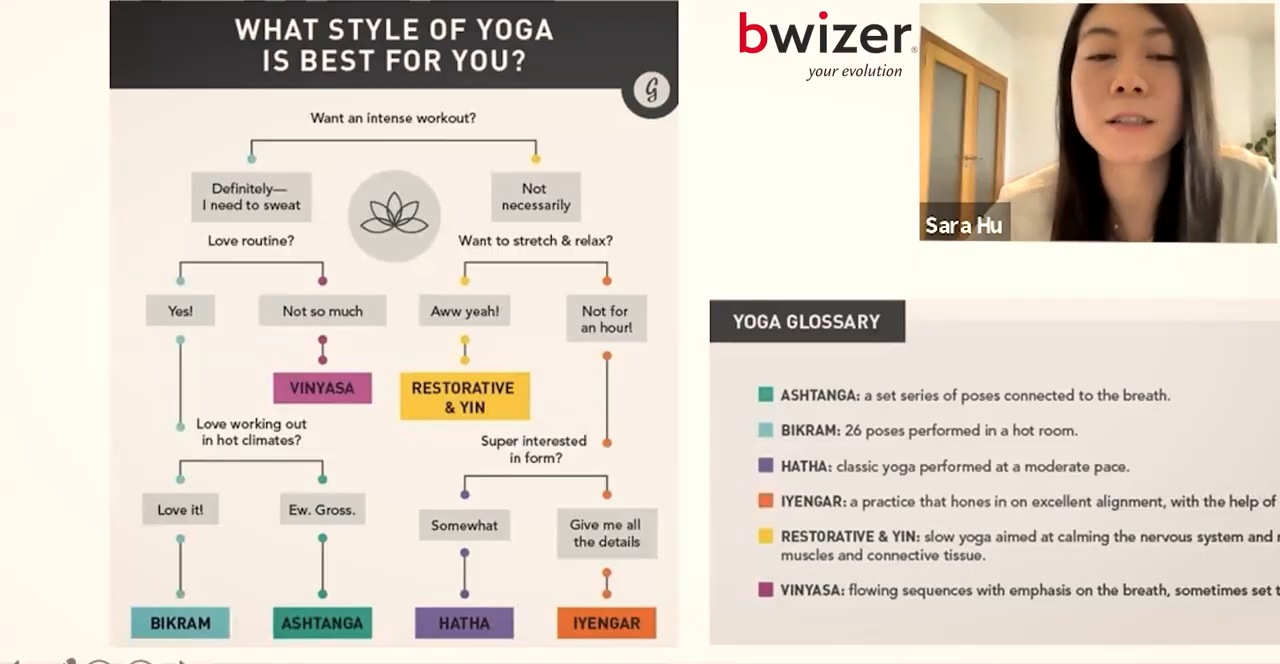 WHAT STYLE OF YOGA
IS BEST FOR YOU?
Want an intense workout?
Definitely—
I need to sweat
Not
necessarily
Love routine?
Want to stretch & relax?
Yes!
Not so much
Aww yeah!
Not for
an hour!
VINYASA
RESTORATIVE
& YIN
Love working out
in hot climates?
Super interested
in form?
Love it!
Ew. Gross.
Somewhat
Give me all
the details
BIKRAM
ASHTANGA
HATHA
IYENGAR
bwizer®
your evolution
Sara Hu
YOGA GLOSSARY
ASHTANGA: a set series of poses connected to the breath.
BIKRAM: 26 poses performed in a hot room.
HATHA: classic yoga performed at a moderate pace.
IYENGAR: a practice that hones in on excellent alignment, with the help of
RESTORATIVE & YIN: slow yoga aimed at calming the nervous system and
muscles and connective tissue.
VINYASA: flowing sequences with emphasis on the breath, sometimes set